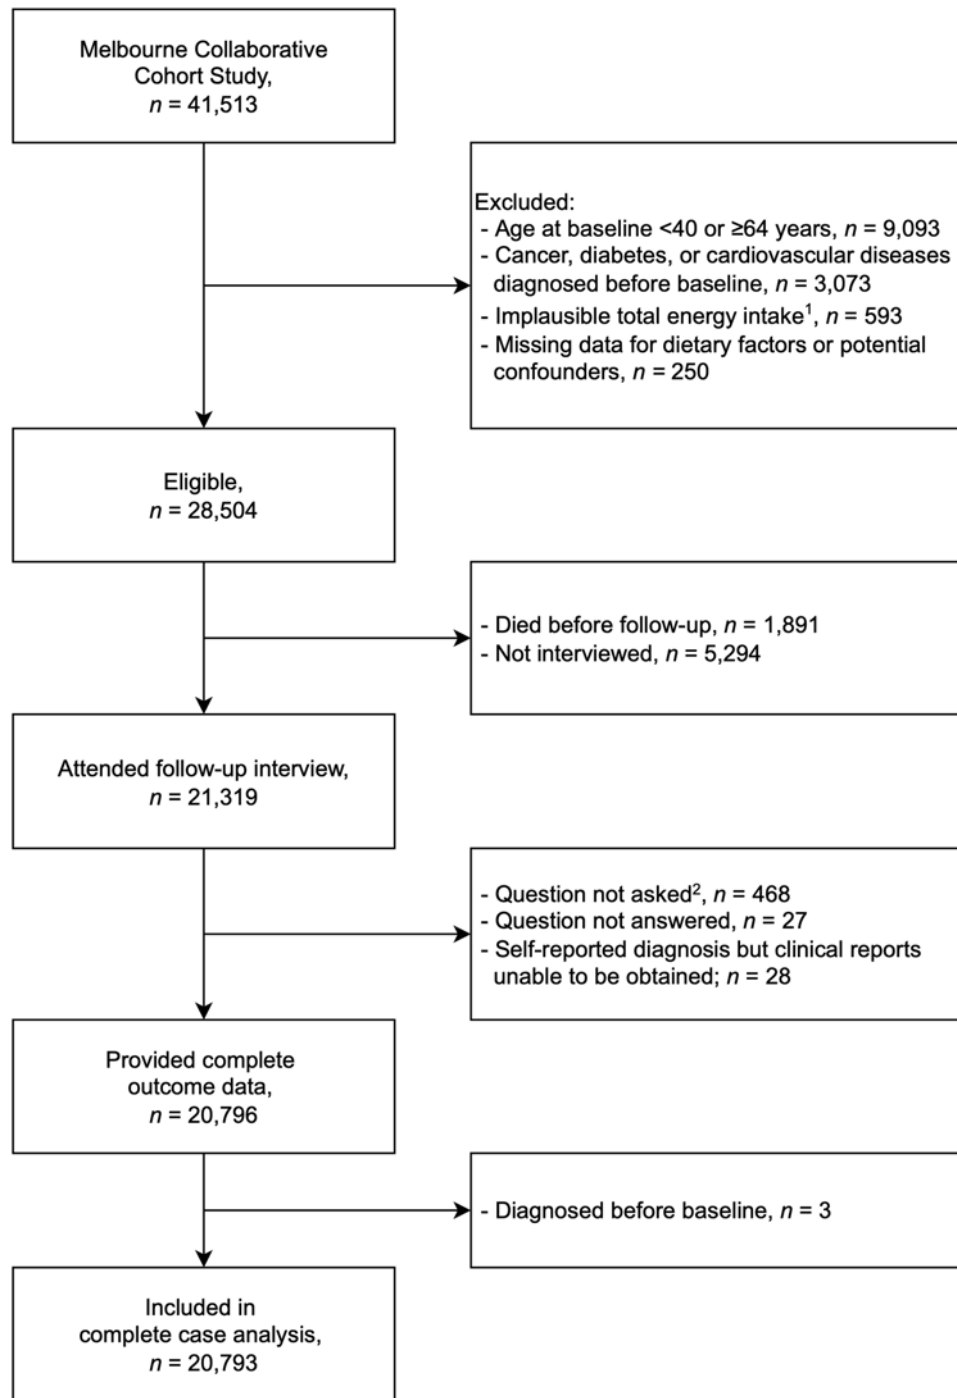 Melbourne Collaborative
Cohort Study,
n = 41,513
Excluded:
- Age at baseline <40 or ≥64 years, n = 9,093
- Cancer, diabetes, or cardiovascular diseases
diagnosed before baseline, n = 3,073
- Implausible total energy intake¹, n = 593
- Missing data for dietary factors or potential
confounders, n = 250
Eligible,
n = 28,504
- Died before follow-up, n = 1,891
- Not interviewed, n = 5,294
Attended follow-up interview,
n = 21,319
- Question not asked², n = 468
- Question not answered, n = 27
- Self-reported diagnosis but clinical reports
unable to be obtained; n = 28
Provided complete
outcome data,
n = 20,796
- Diagnosed before baseline, n = 3
Included in
complete case analysis,
n = 20,793